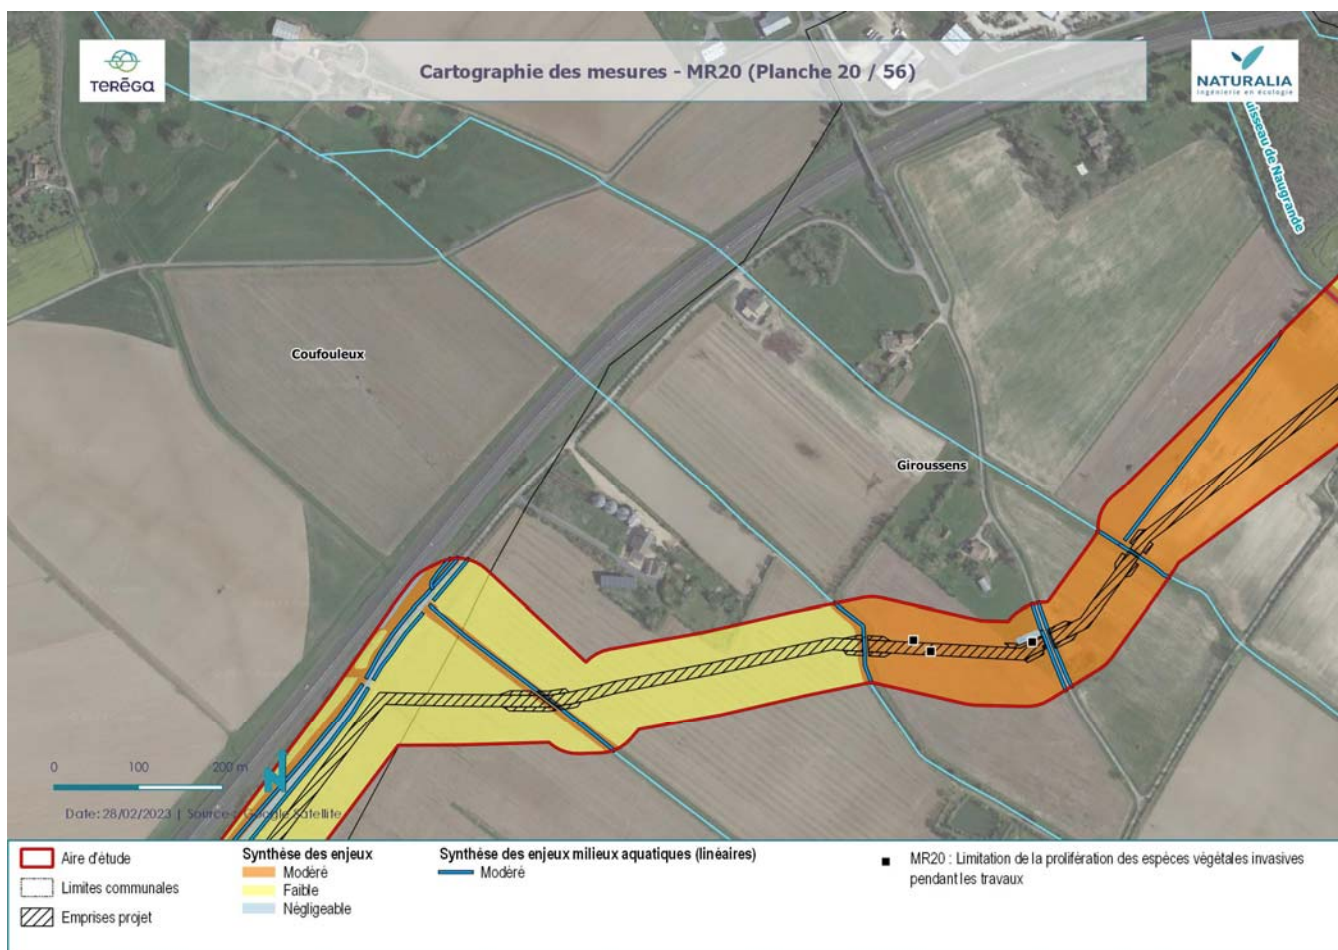 TERĒGA
Cartographie des mesures - MR20 (Planche 20 / 56)
NATURALIA
Ingénierie en écologie
uisseau de Naugrande
Coufouleux
Giroussens
0 100 200 m
Date: 28/02/2023 | Source : Google Satellite
Aire d'étude
Limites communales
Emprises projet
Synthèse des enjeux
Modéré
Faible
Négligeable
Synthèse des enjeux milieux aquatiques (linéaires)
Modéré
MR20 : Limitation de la prolifération des espèces végétales invasives
pendant les travaux